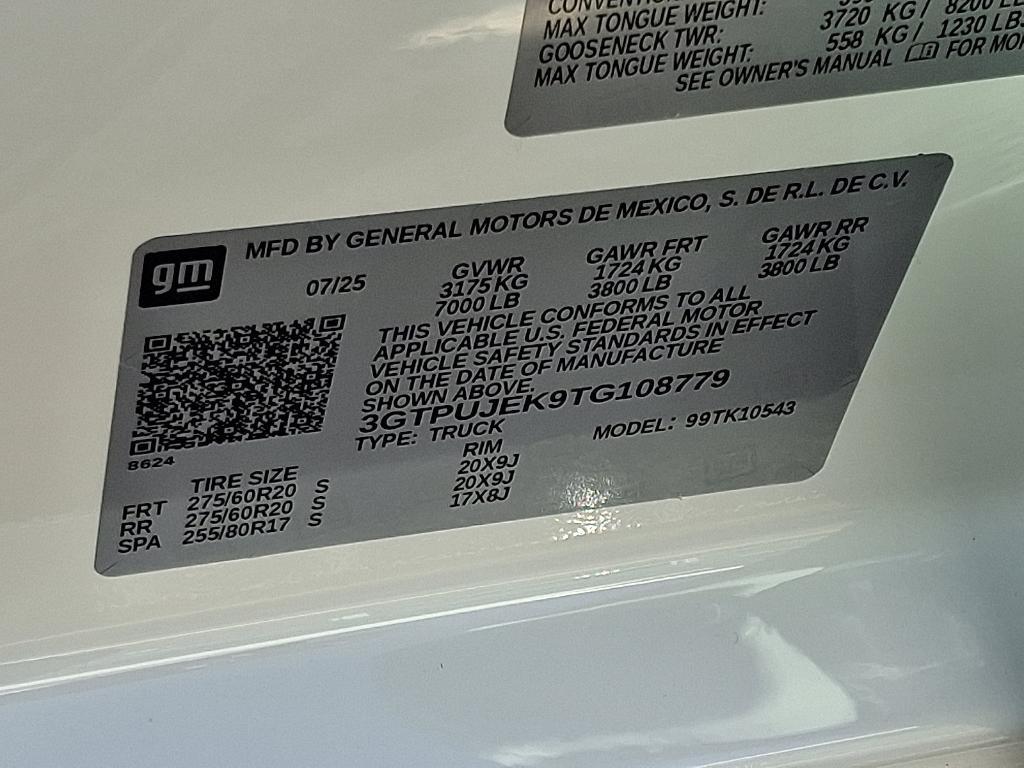 MAX TONGUE WEIGHT:
GOOSENECK TWR: 3720 KG / 8200
MAX TONGUE WEIGHT: 558 KG / 1230 LBS
SEE OWNER'S MANUAL FOR
gm MFD BY GENERAL MOTORS DE MEXICO, S. DE R.L. DE C.V.
07/25 GVWR GAWR FRT GAWR RR
3175 KG 1724 KG 1724 KG
7000 LB 3800 LB 3800 LB
THIS VEHICLE CONFORMS TO ALL
APPLICABLE U.S. FEDERAL MOTOR
VEHICLE SAFETY STANDARDS IN EFFECT
ON THE DATE OF MANUFACTURE
SHOWN ABOVE.
3GTPUJEK9TG108779
TYPE: TRUCK MODEL: 99TK10543
8624
TIRE SIZE RIM
FRT 275/60R20 S 20X9J
RR 275/60R20 S 20X9J
SPA 255/80R17 S 17X8J